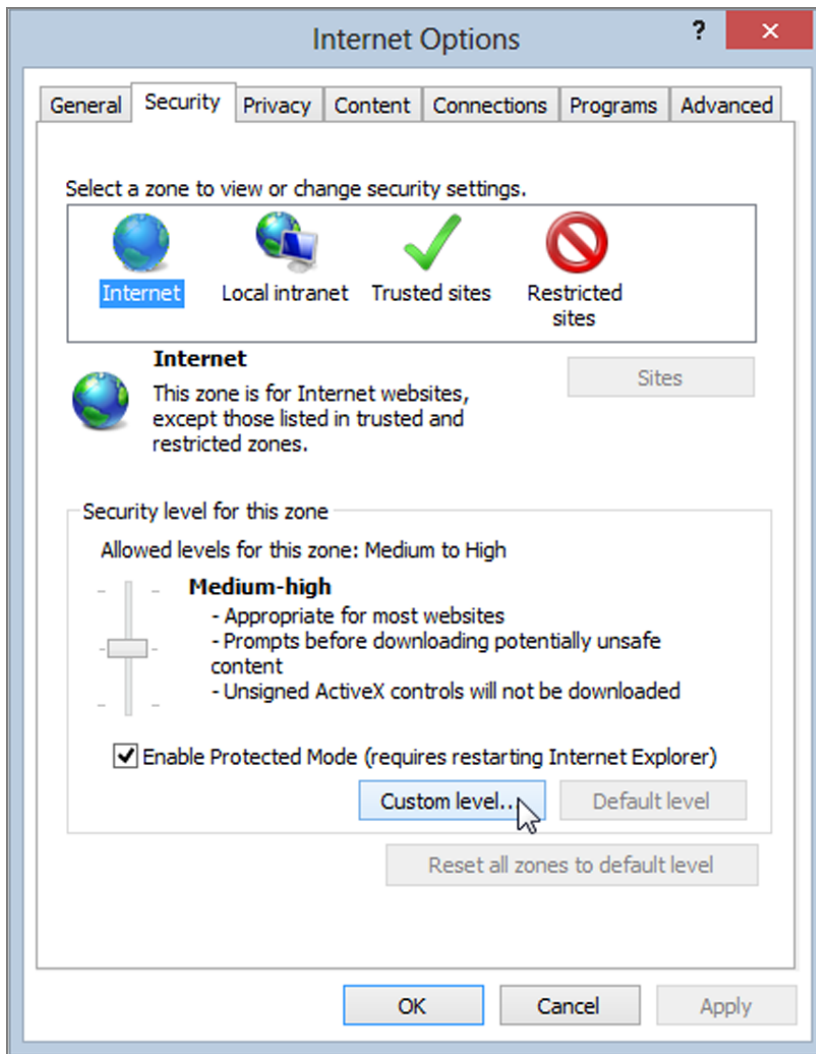 Internet Options
?
General Security Privacy Content Connections Programs Advanced
Select a zone to view or change security settings.
Internet
Local intranet
Trusted sites
Restricted
sites
Internet
This zone is for Internet websites,
except those listed in trusted and
restricted zones.
Sites
Security level for this zone
Allowed levels for this zone: Medium to High
Medium-high
- Appropriate for most websites
- Prompts before downloading potentially unsafe
content
- Unsigned ActiveX controls will not be downloaded
Enable Protected Mode (requires restarting Internet Explorer)
Custom level...
Default level
Reset all zones to default level
OK
Cancel
Apply